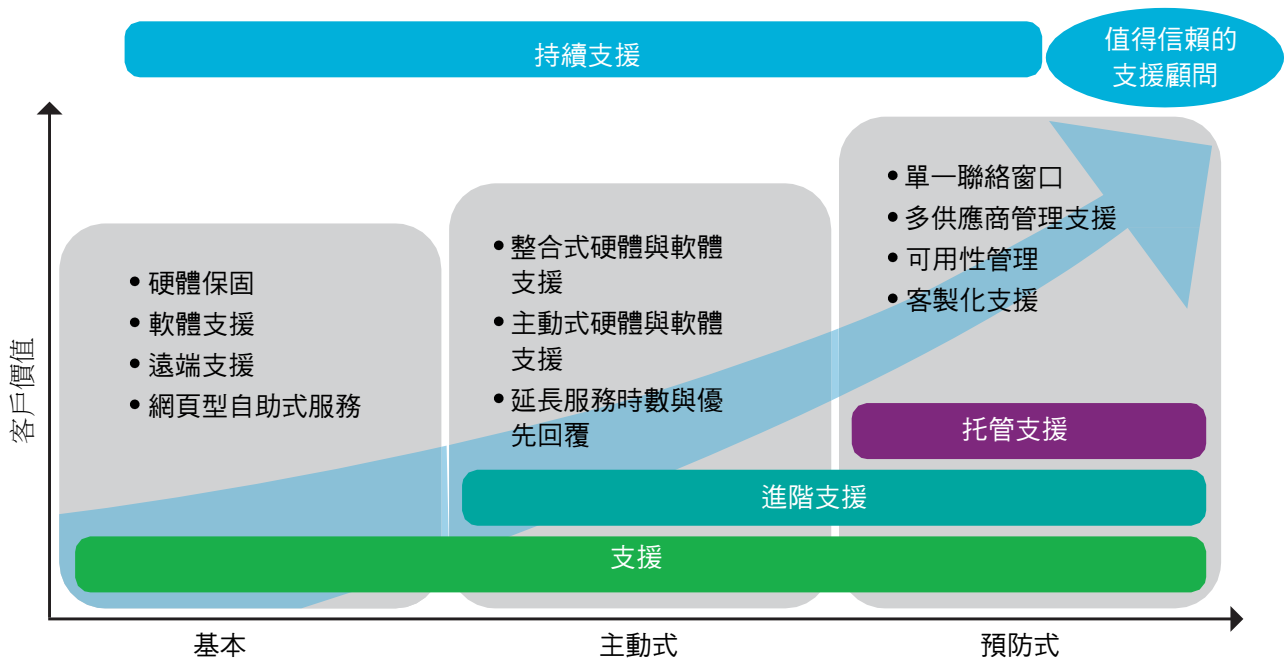 持續支援
值得信賴的
支援顧問
客戶價值
• 硬體保固
• 軟體支援
• 遠端支援
• 網頁型自助式服務
• 整合式硬體與軟體
支援
• 主動式硬體與軟體
支援
• 延長服務時數與優
先回覆
• 單一聯絡窗口
• 多供應商管理支援
• 可用性管理
• 客製化支援
托管支援
進階支援
支援
基本
主動式
預防式